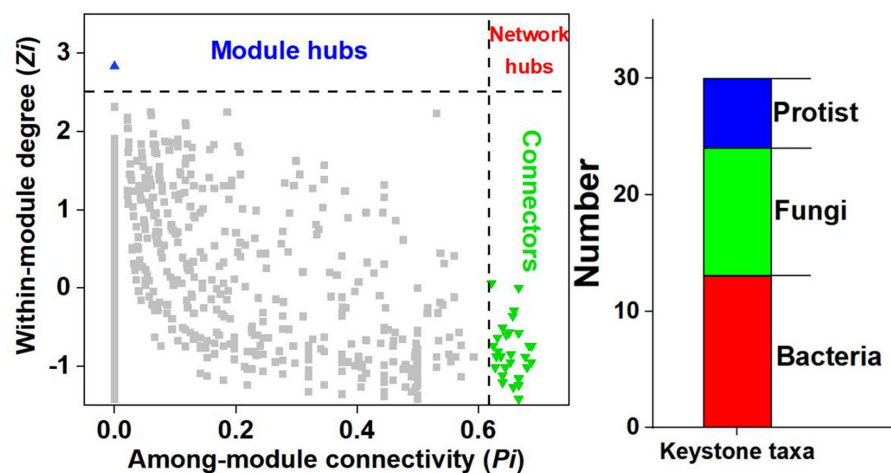 Module hubs
Network
hubs
Connectors
Within-module degree (Zi)
3
2
1
0
-1
0.0
0.2
0.4
0.6
Among-module connectivity (Pi)
Number
30
20
10
0
Protist
Fungi
Bacteria
Keystone taxa